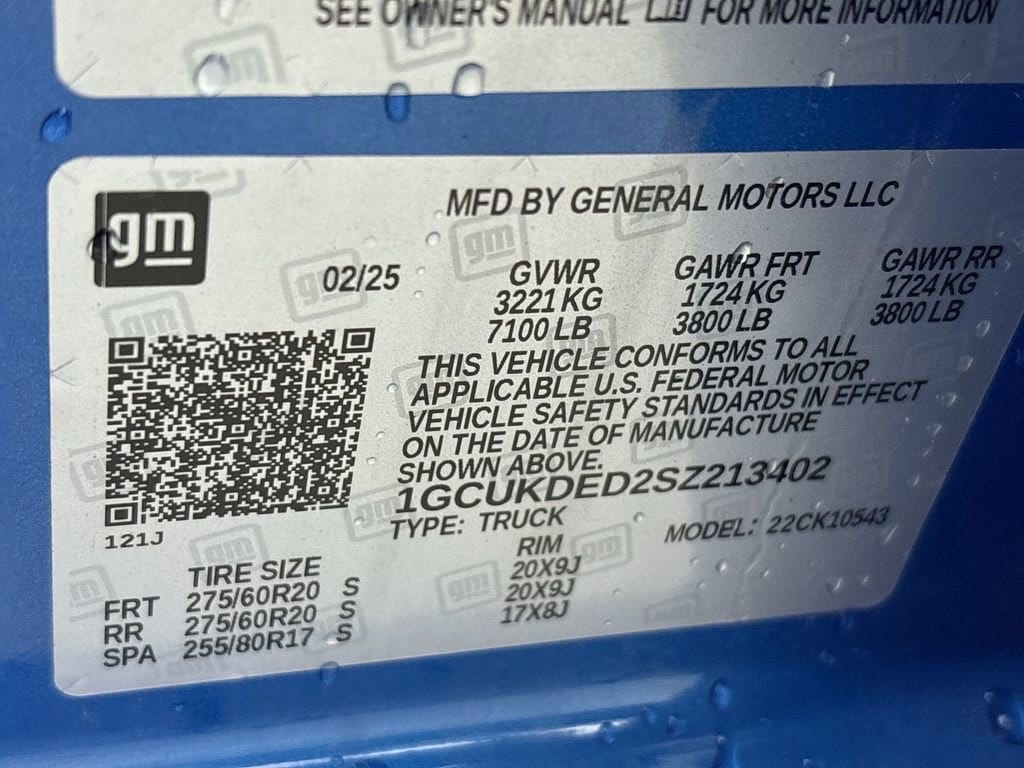 SEE OWNER'S MANUAL FOR MORE INFORMATION
gm
MFD BY GENERAL MOTORS LLC
02/25
GVWR
3221 KG
7100 LB
GAWR FRT
1724 KG
3800 LB
GAWR RR
1724 KG
3800 LB
THIS VEHICLE CONFORMS TO ALL
APPLICABLE U.S. FEDERAL MOTOR
VEHICLE SAFETY STANDARDS IN EFFECT
ON THE DATE OF MANUFACTURE
SHOWN ABOVE.
1GCUKDED2SZ213402
TYPE: TRUCK MODEL: 22CK10543
121J
TIRE SIZE RIM
FRT 275/60R20 S 20X9J
RR 275/60R20 S 20X9J
SPA 255/80R17 S 17X8J